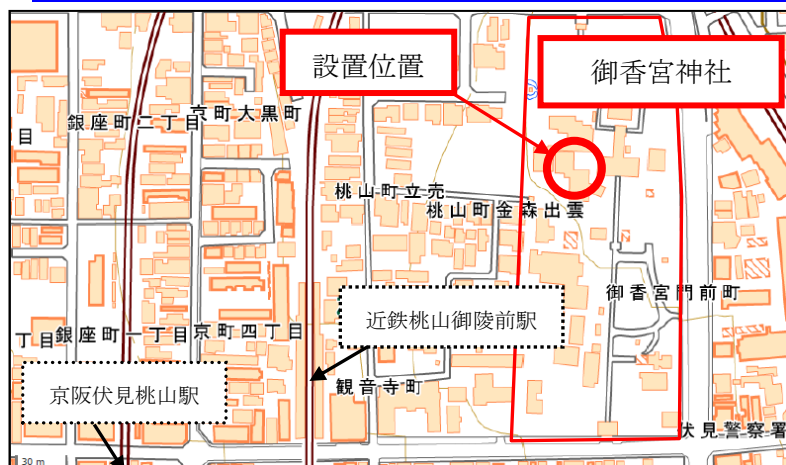 設置位置
御香宮神社
目
銀座町二丁目
京町大黒町
桃山町立売
桃山町金森出雲
御香宮門前町
近鉄桃山御陵前駅
丁目
銀座町一丁目
京町四丁目
観音寺町
京阪伏見桃山駅
伏見警察署
30 m